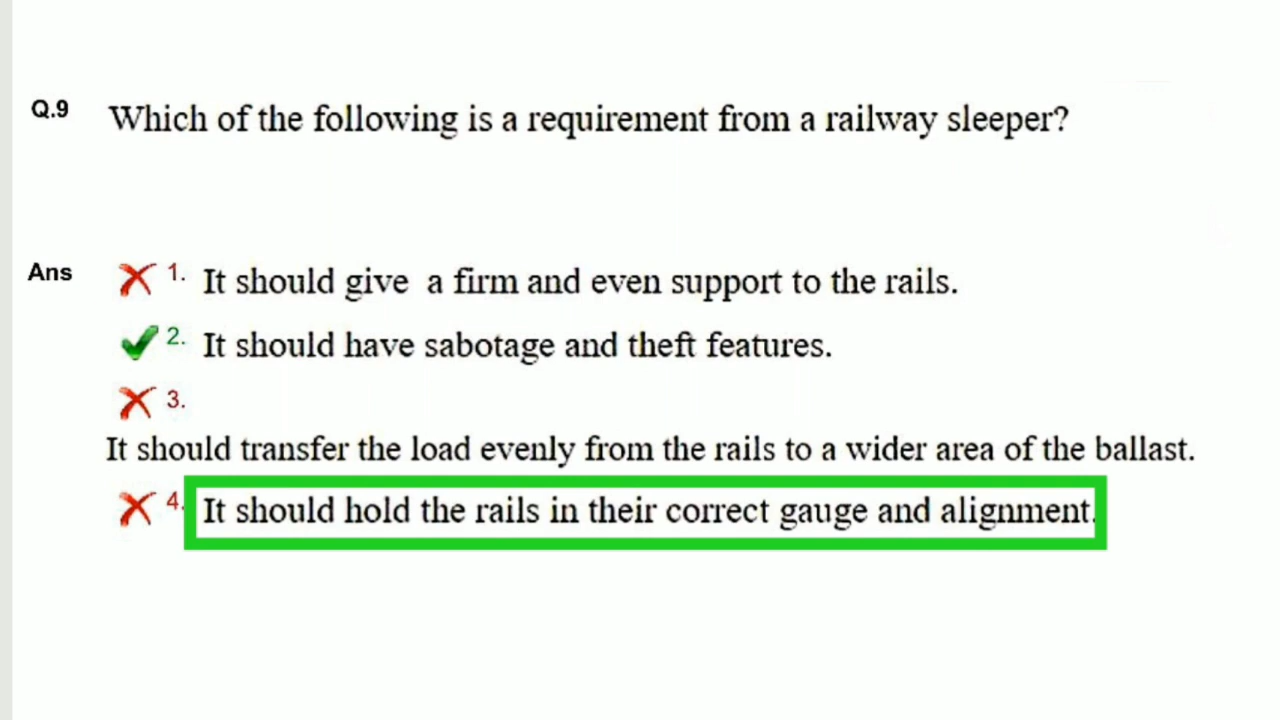 Q.9 Which of the following is a requirement from a railway sleeper?
Ans 1. It should give a firm and even support to the rails.
2. It should have sabotage and theft features.
3.
It should transfer the load evenly from the rails to a wider area of the ballast.
4. It should hold the rails in their correct gauge and alignment.